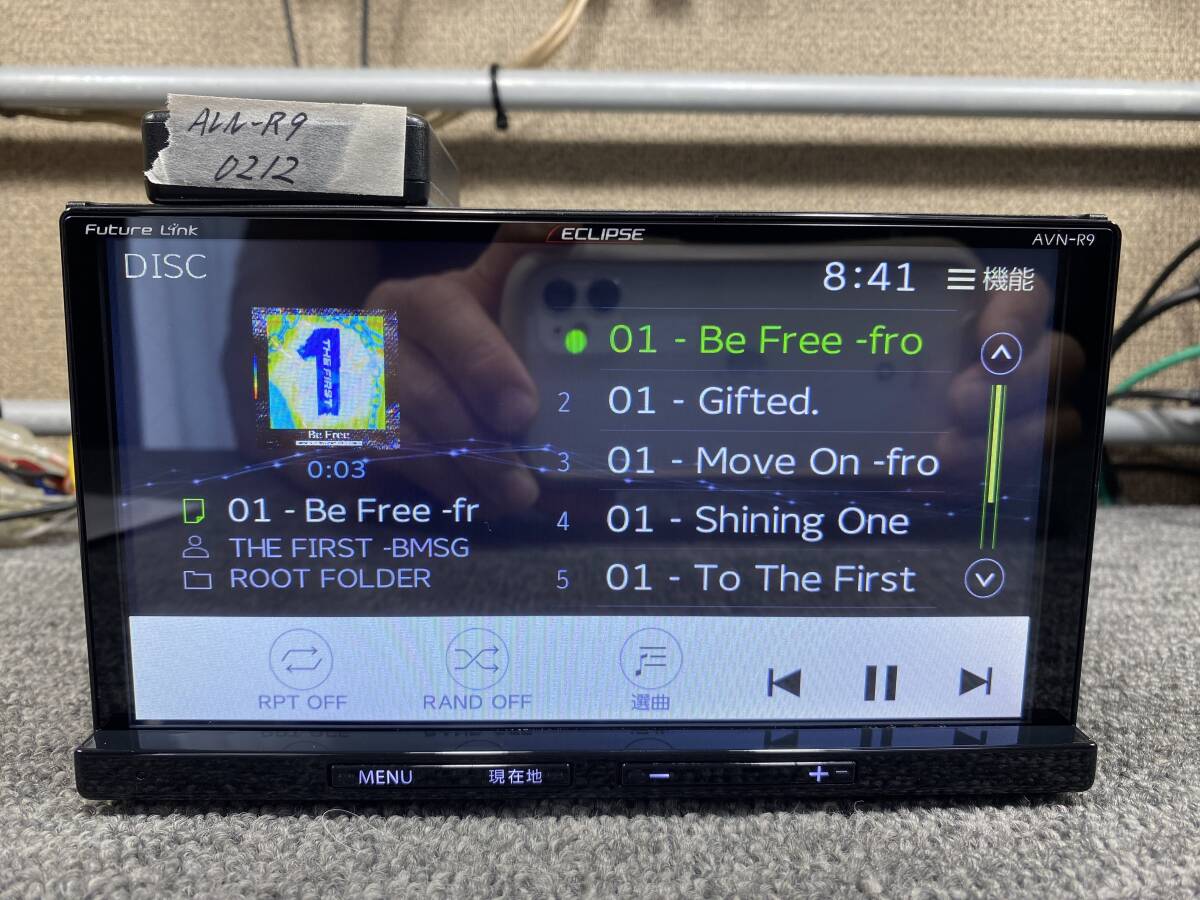 AVN-R9
0212
Future Link
ECLIPSE
AVN-R9
DISC
8:41
機能
1
THE FIRST
Be Free
0:03
01 - Be Free -fr
THE FIRST -BMSG
ROOT FOLDER
01 - Be Free -fro
2 01 - Gifted.
3 01 - Move On -fro
4 01 - Shining One
5 01 - To The First
RPT OFF
RAND OFF
選曲
MENU
現在地